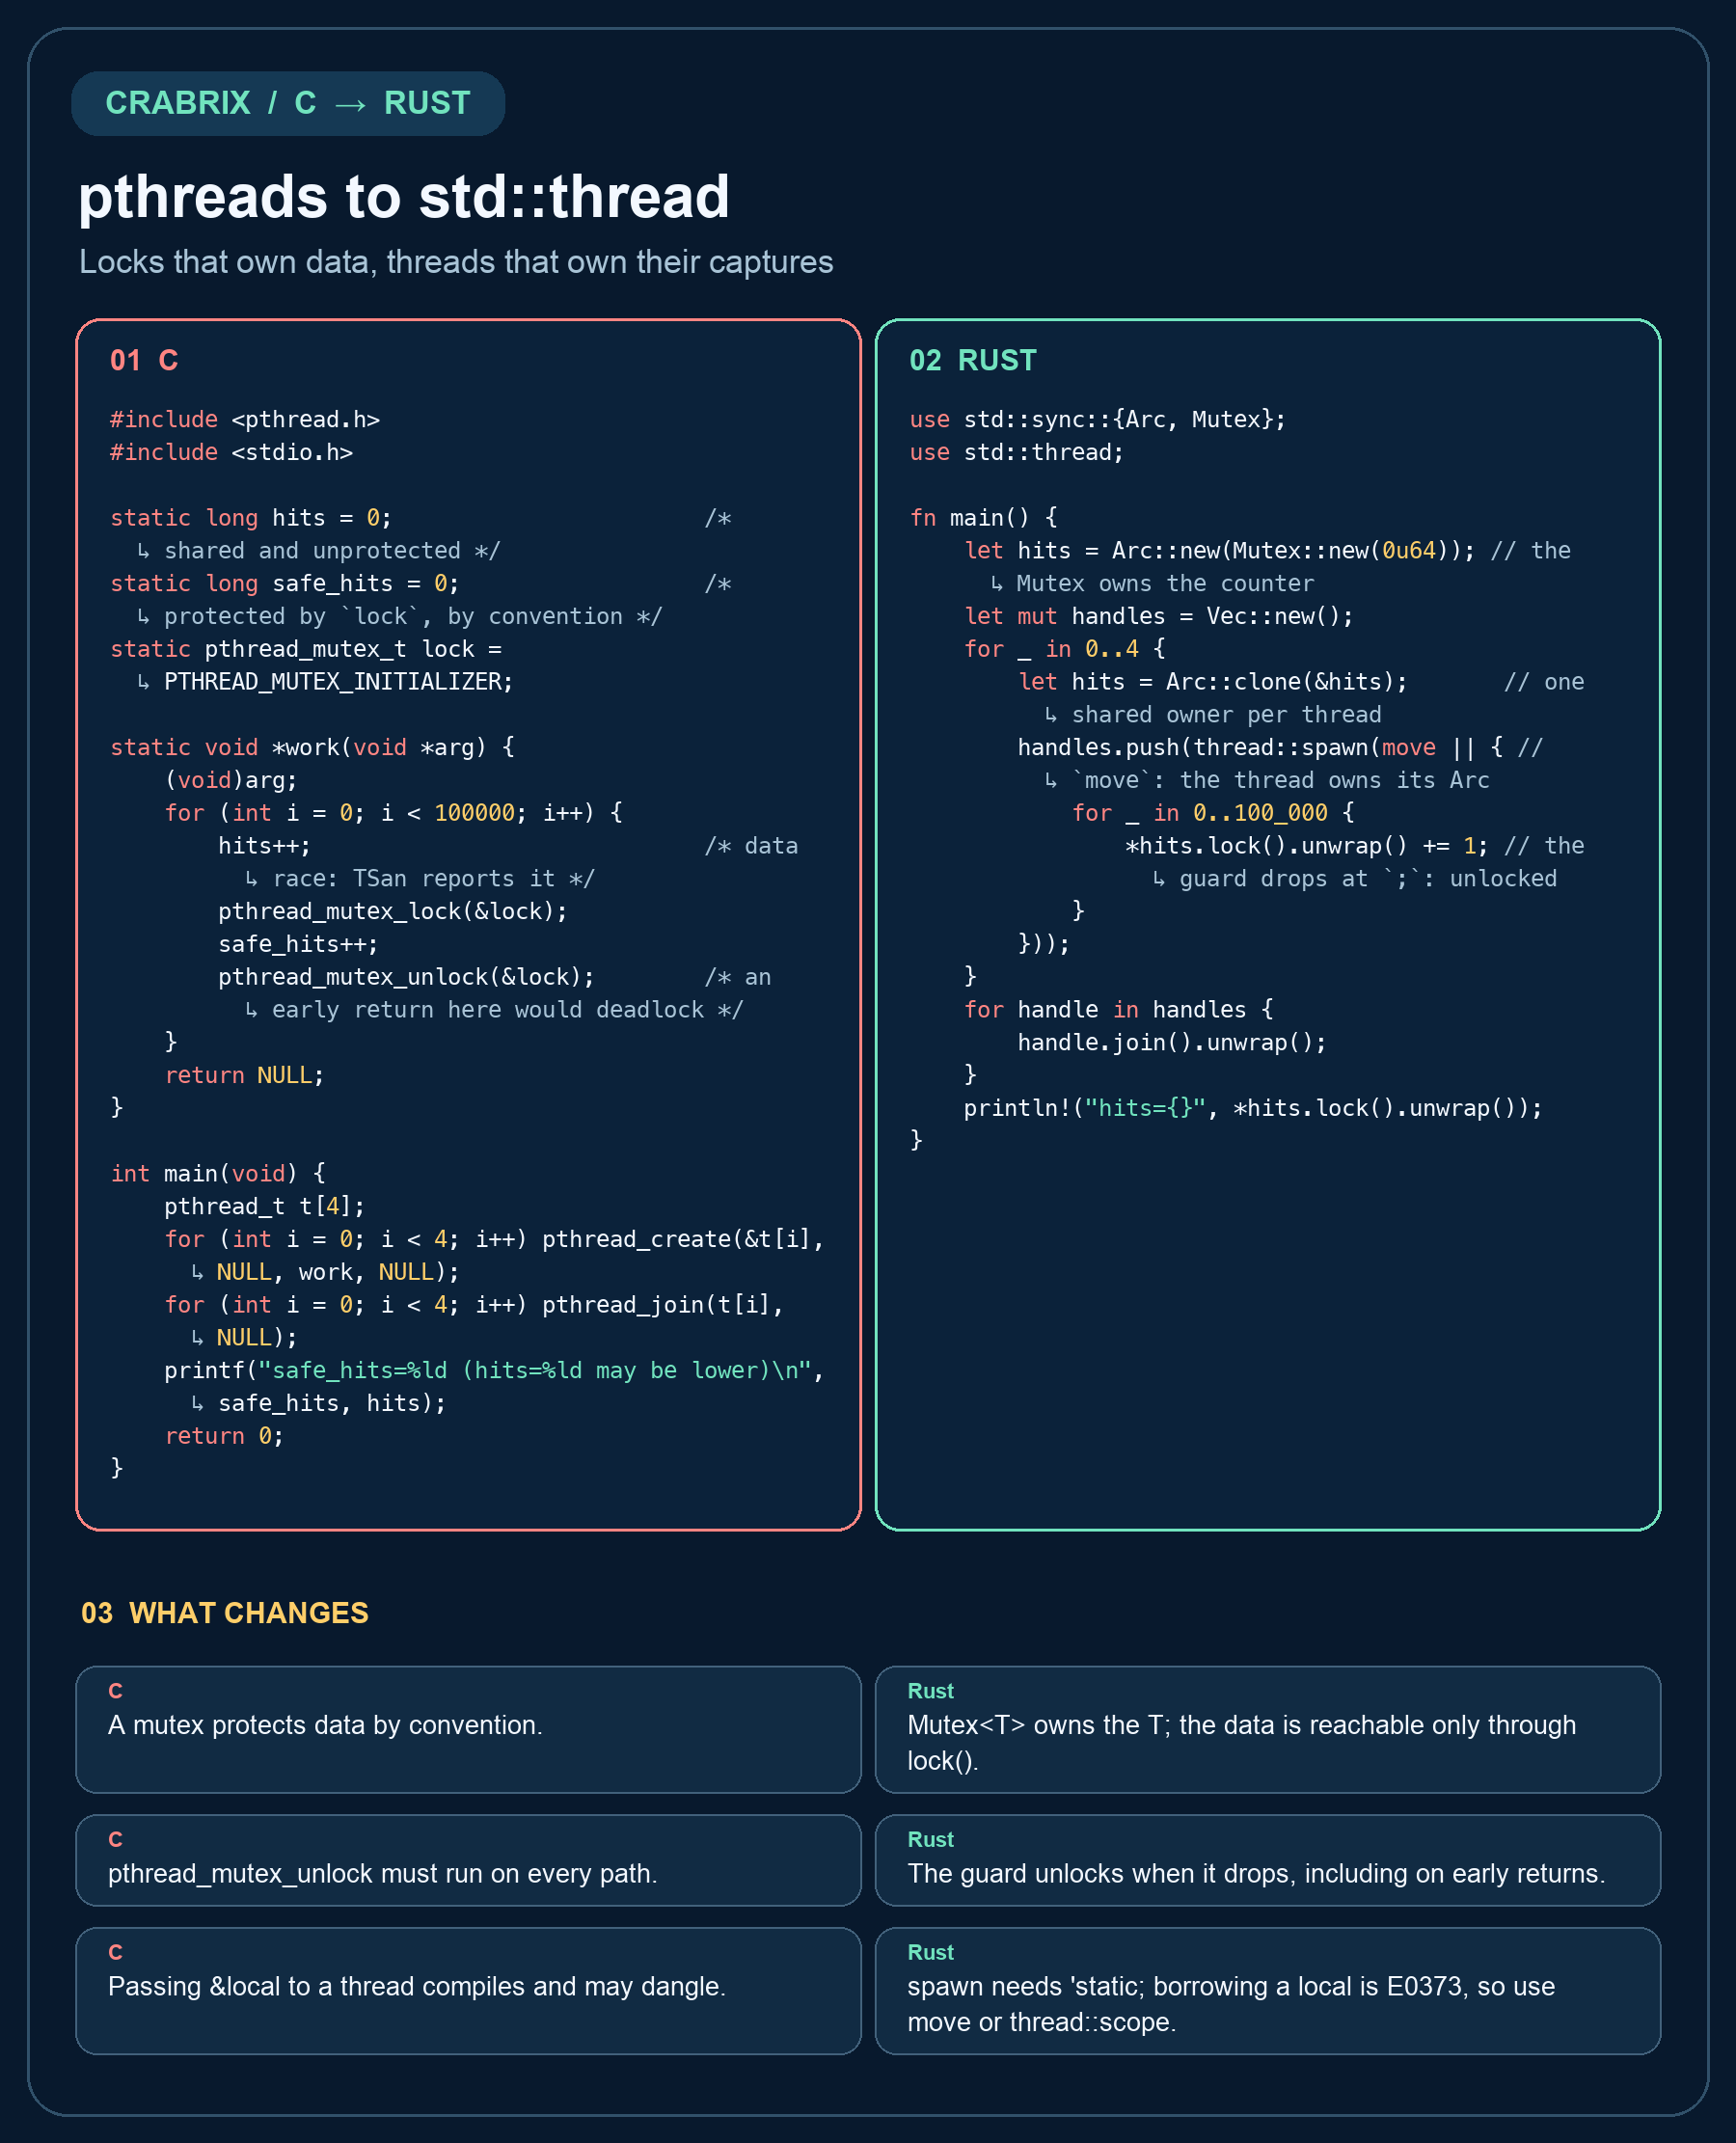 CRABRIX / C → RUST
pthreads to std::thread
Locks that own data, threads that own their captures
01 C
#include <pthread.h>
#include <stdio.h>

static long hits = 0;                       /*
  ↳ shared and unprotected */
static long safe_hits = 0;                  /*
  ↳ protected by `lock`, by convention */
static pthread_mutex_t lock =
  ↳ PTHREAD_MUTEX_INITIALIZER;

static void *work(void *arg) {
    (void)arg;
    for (int i = 0; i < 100000; i++) {
        hits++;                             /* data
          ↳ race: TSan reports it */
        pthread_mutex_lock(&lock);
        safe_hits++;
        pthread_mutex_unlock(&lock);        /* an
          ↳ early return here would deadlock */
    }
    return NULL;
}

int main(void) {
    pthread_t t[4];
    for (int i = 0; i < 4; i++) pthread_create(&t[i],
      ↳ NULL, work, NULL);
    for (int i = 0; i < 4; i++) pthread_join(t[i],
      ↳ NULL);
    printf("safe_hits=%ld (hits=%ld may be lower)\n",
      ↳ safe_hits, hits);
    return 0;
}
02 RUST
use std::sync::{Arc, Mutex};
use std::thread;

fn main() {
    let hits = Arc::new(Mutex::new(0u64)); // the
      ↳ Mutex owns the counter
    let mut handles = Vec::new();
    for _ in 0..4 {
        let hits = Arc::clone(&hits);       // one
          ↳ shared owner per thread
        handles.push(thread::spawn(move || { //
          ↳ `move`: the thread owns its Arc
            for _ in 0..100_000 {
                *hits.lock().unwrap() += 1; // the
                  ↳ guard drops at `;`: unlocked
            }
        }));
    }
    for handle in handles {
        handle.join().unwrap();
    }
    println!("hits={}", *hits.lock().unwrap());
}
03 WHAT CHANGES
C
A mutex protects data by convention.
Rust
Mutex<T> owns the T; the data is reachable only through
lock().
C
pthread_mutex_unlock must run on every path.
Rust
The guard unlocks when it drops, including on early returns.
C
Passing &local to a thread compiles and may dangle.
Rust
spawn needs 'static; borrowing a local is E0373, so use
move or thread::scope.